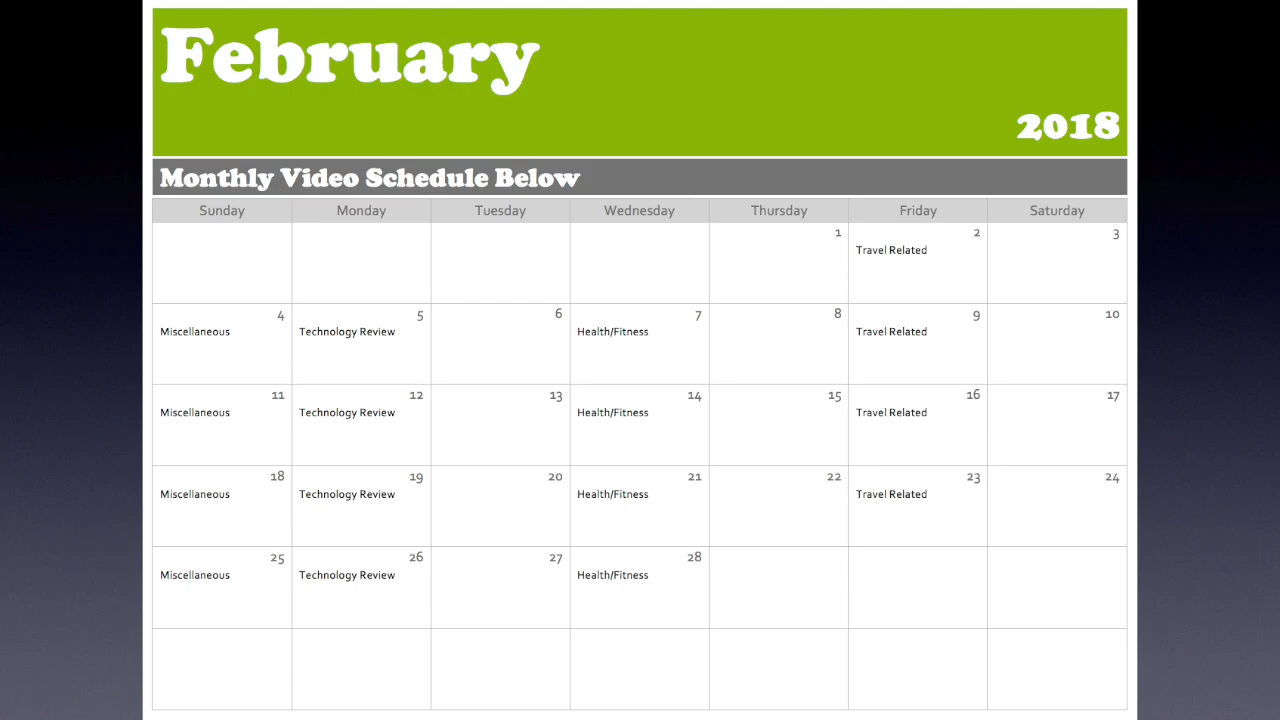 February
2018
Monthly Video Schedule Below
Sunday Monday Tuesday Wednesday Thursday Friday Saturday
1 2 3
Travel Related
4 5 6 7 8 9 10
Miscellaneous Technology Review Health/Fitness Travel Related
11 12 13 14 15 16 17
Miscellaneous Technology Review Health/Fitness Travel Related
18 19 20 21 22 23 24
Miscellaneous Technology Review Health/Fitness Travel Related
25 26 27 28
Miscellaneous Technology Review Health/Fitness